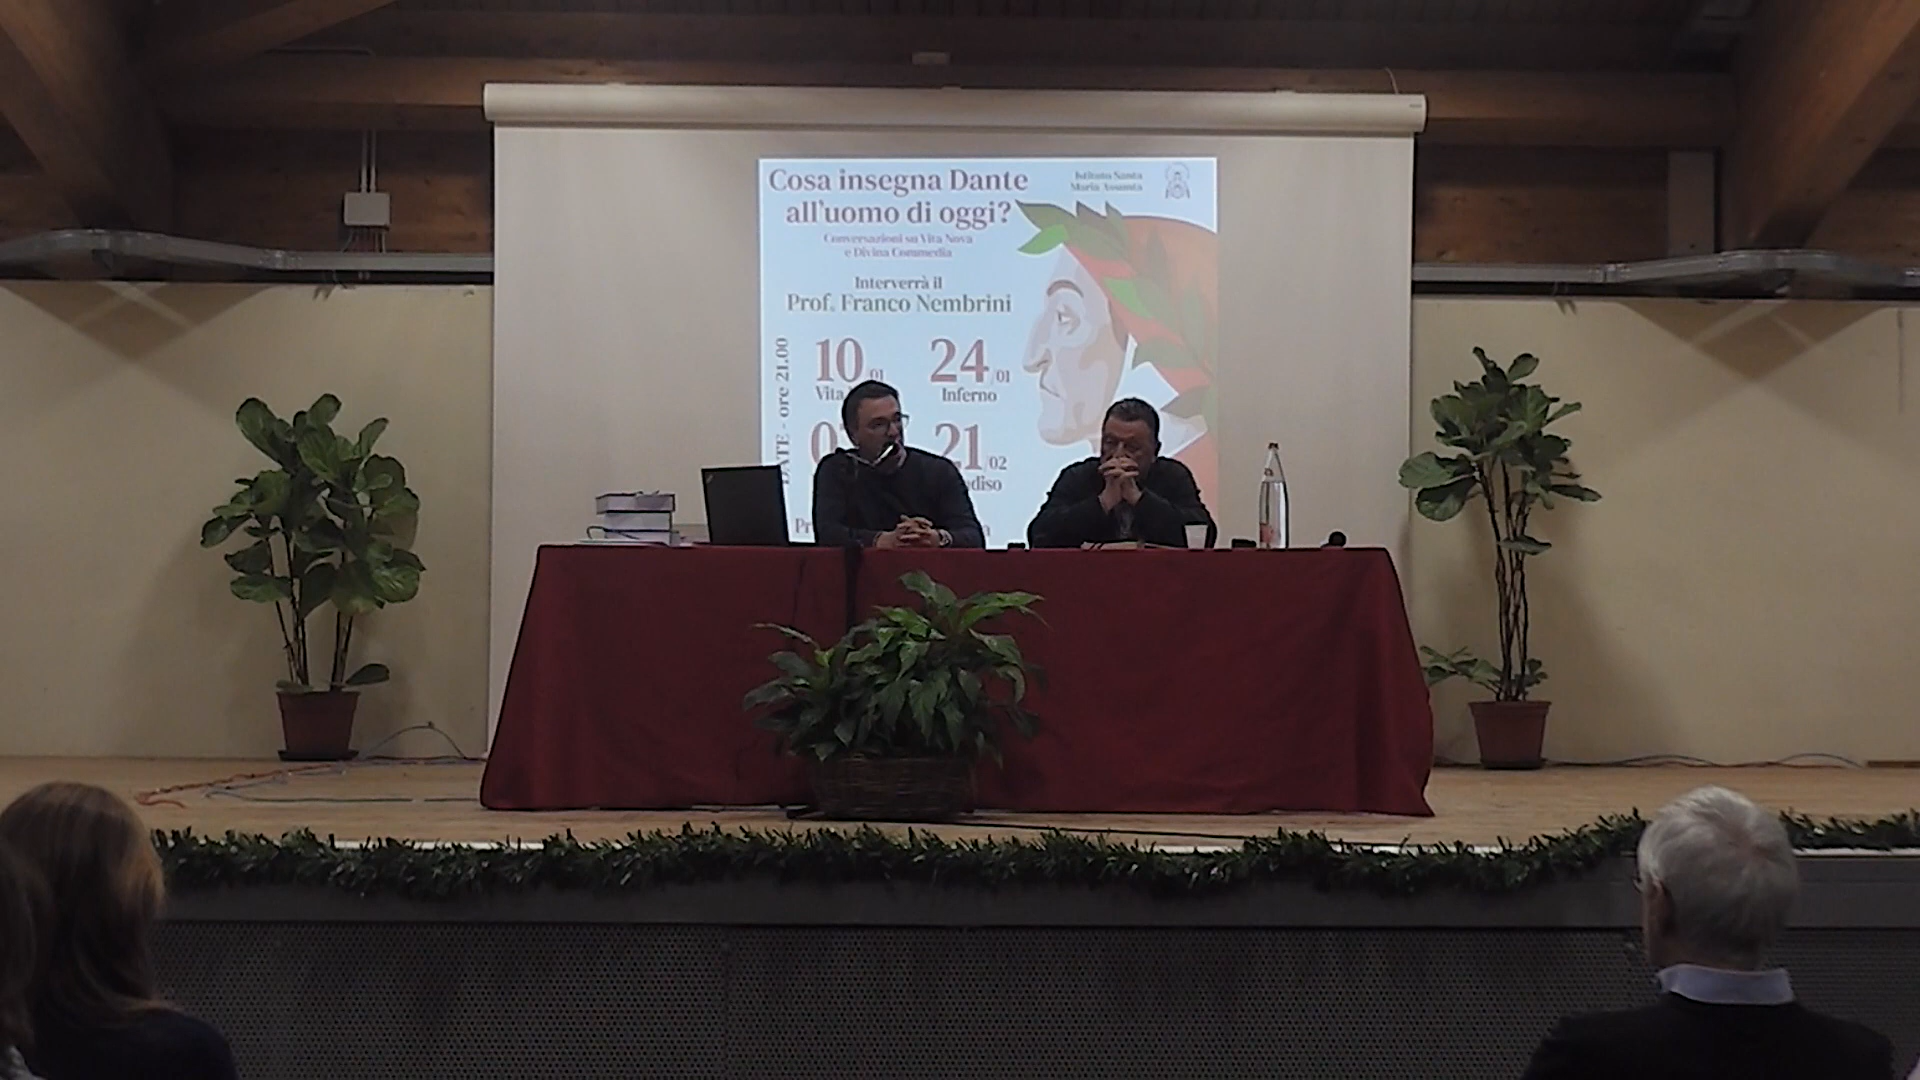 Cosa insegna Dante
all'uomo di oggi?
Istituto Santa
Maria Assunta
Conversazioni su Vita Nova
e Divina Commedia
Interverrà il
Prof. Franco Nembrini
DATE - ore 21.00
10/01
Vita
24/01
Inferno
21/02